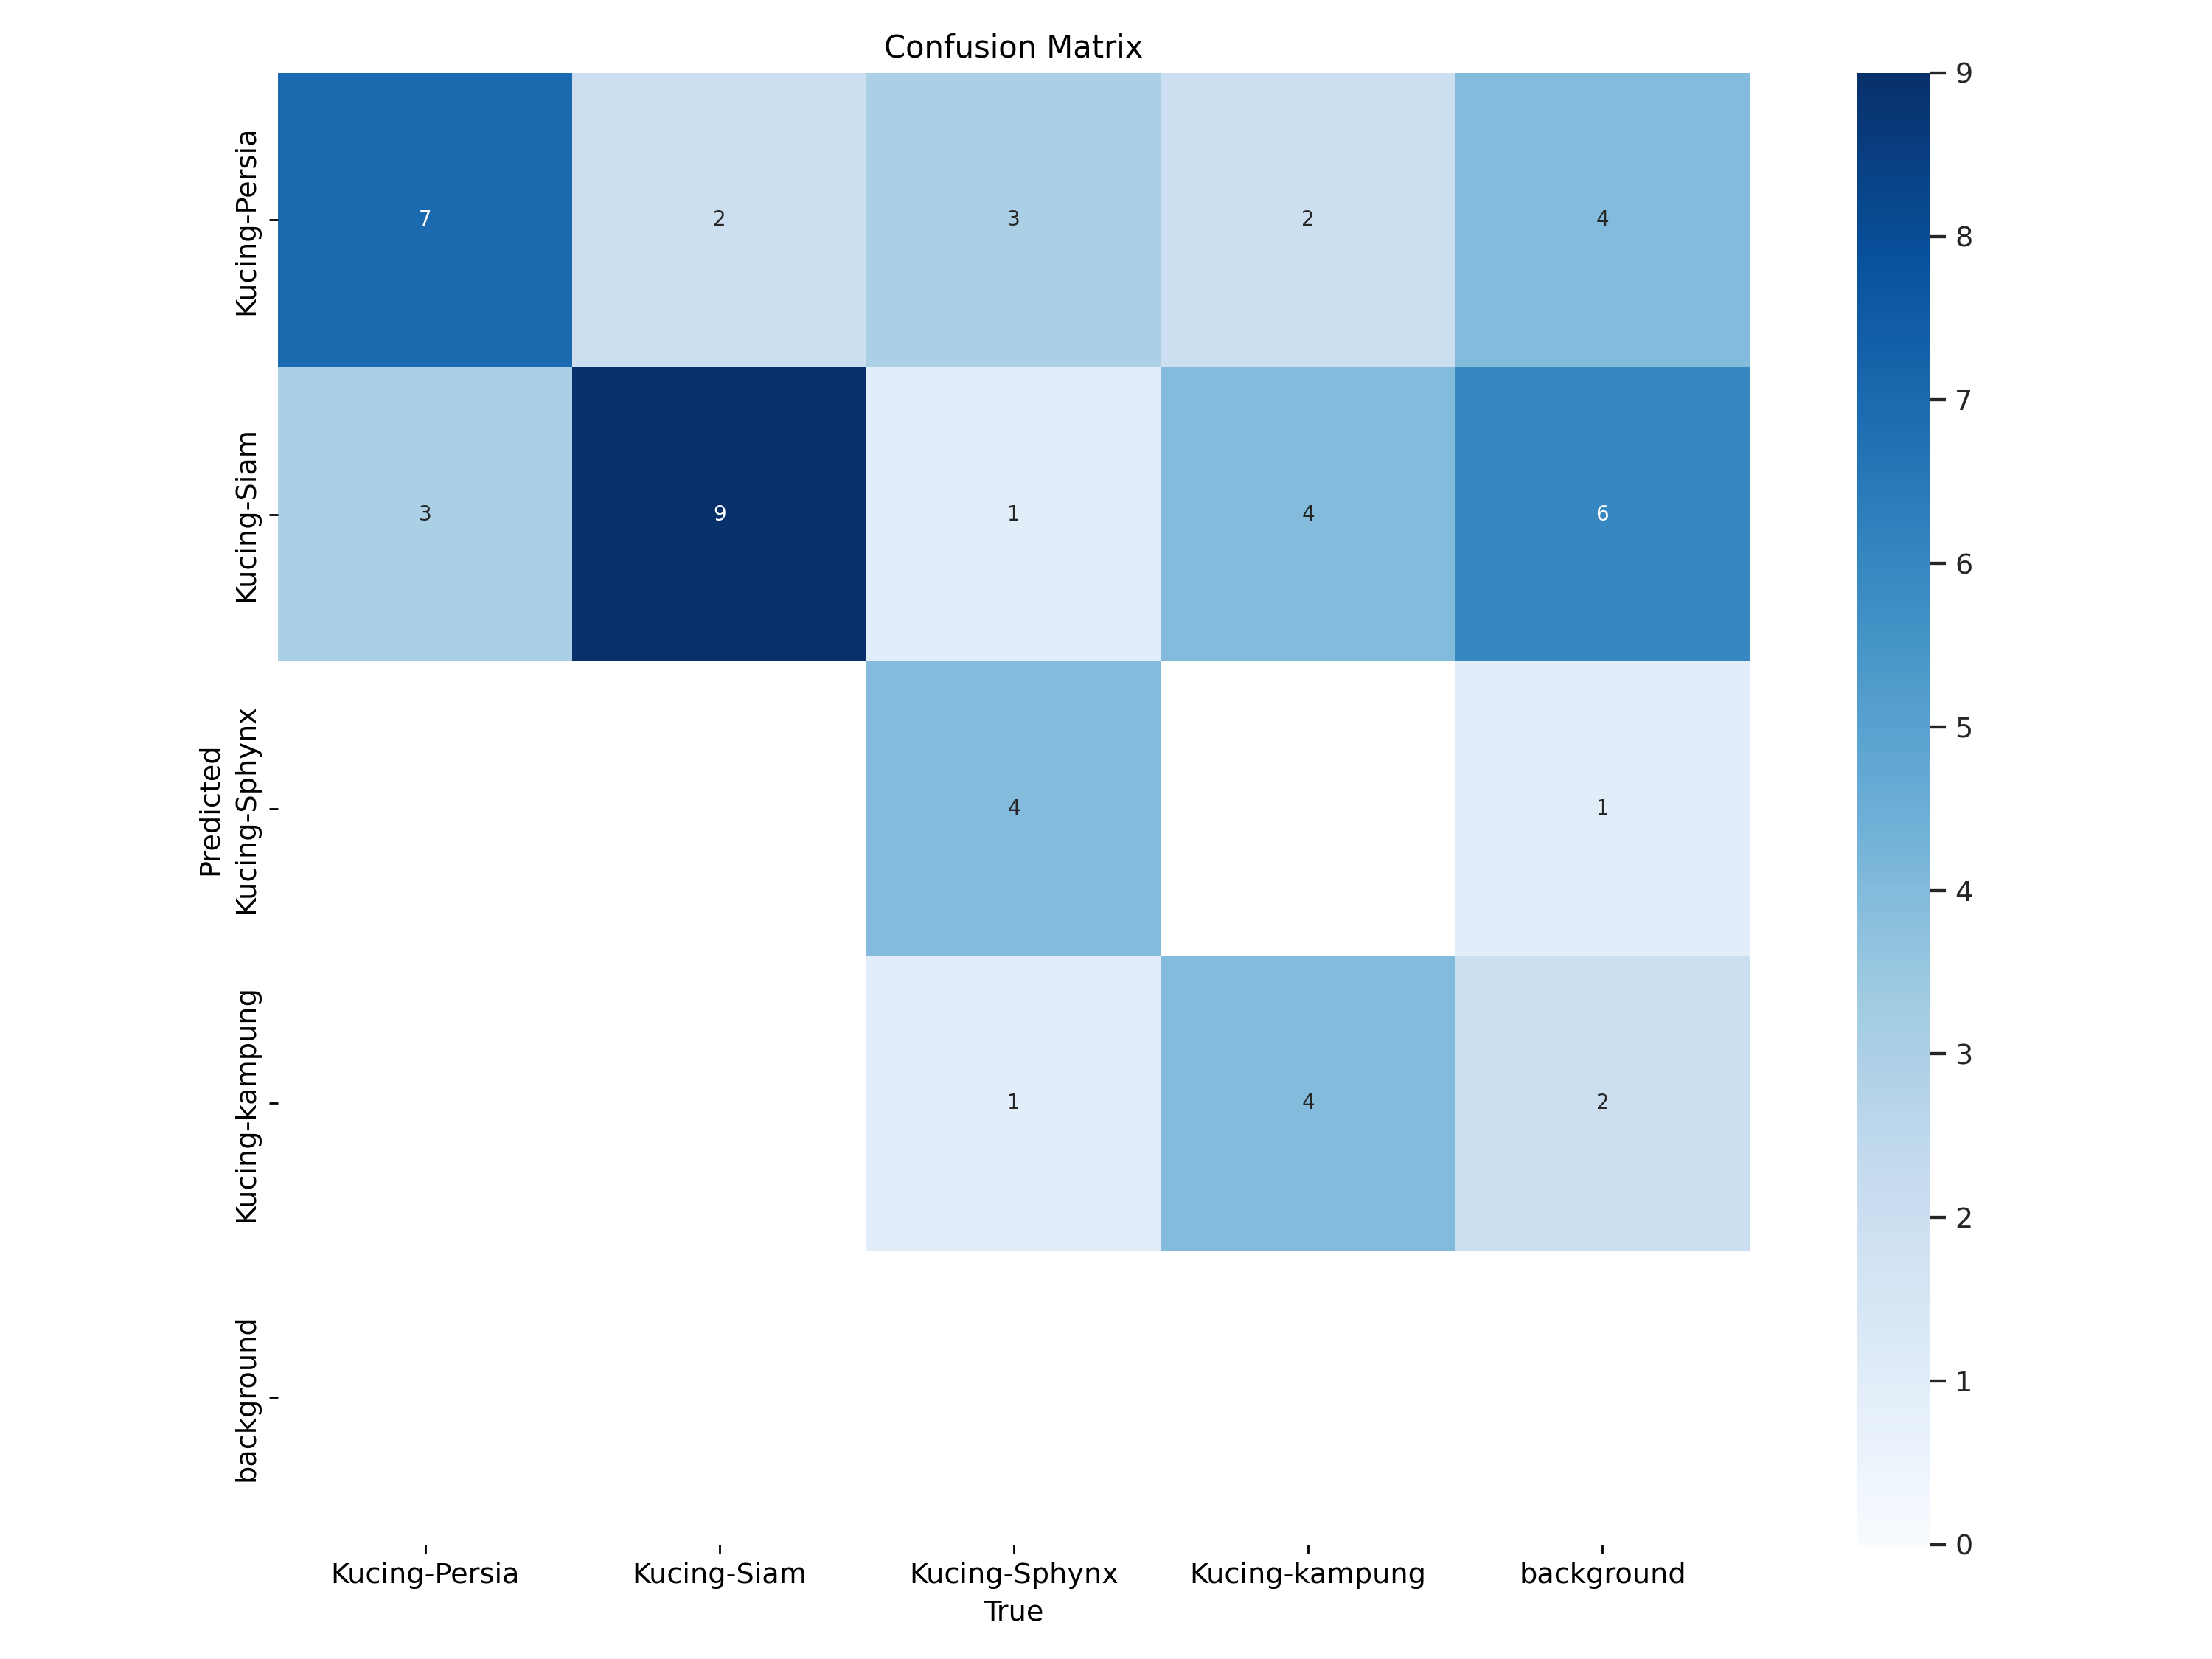 Confusion Matrix
Kucing-Persia
7 2 3 2 4
Kucing-Siam
3 9 1 4 6
Kucing-Sphynx
4 1
Kucing-kampung
1 4 2
background
Predicted
Kucing-Persia Kucing-Siam Kucing-Sphynx Kucing-kampung background
True
9
8
7
6
5
4
3
2
1
0